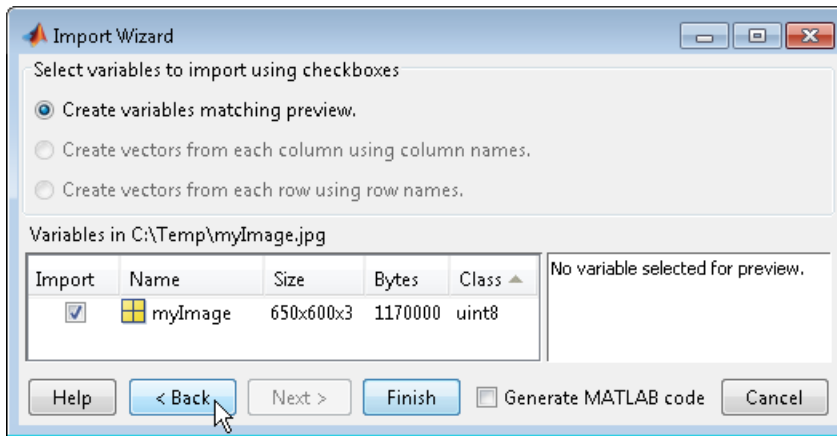 Import Wizard
Select variables to import using checkboxes
Create variables matching preview.
Create vectors from each column using column names.
Create vectors from each row using row names.
Variables in C:\Temp\myImage.jpg
Import Name Size Bytes Class
myImage 650x600x3 1170000 uint8
No variable selected for preview.
Help < Back Next > Finish Generate MATLAB code Cancel